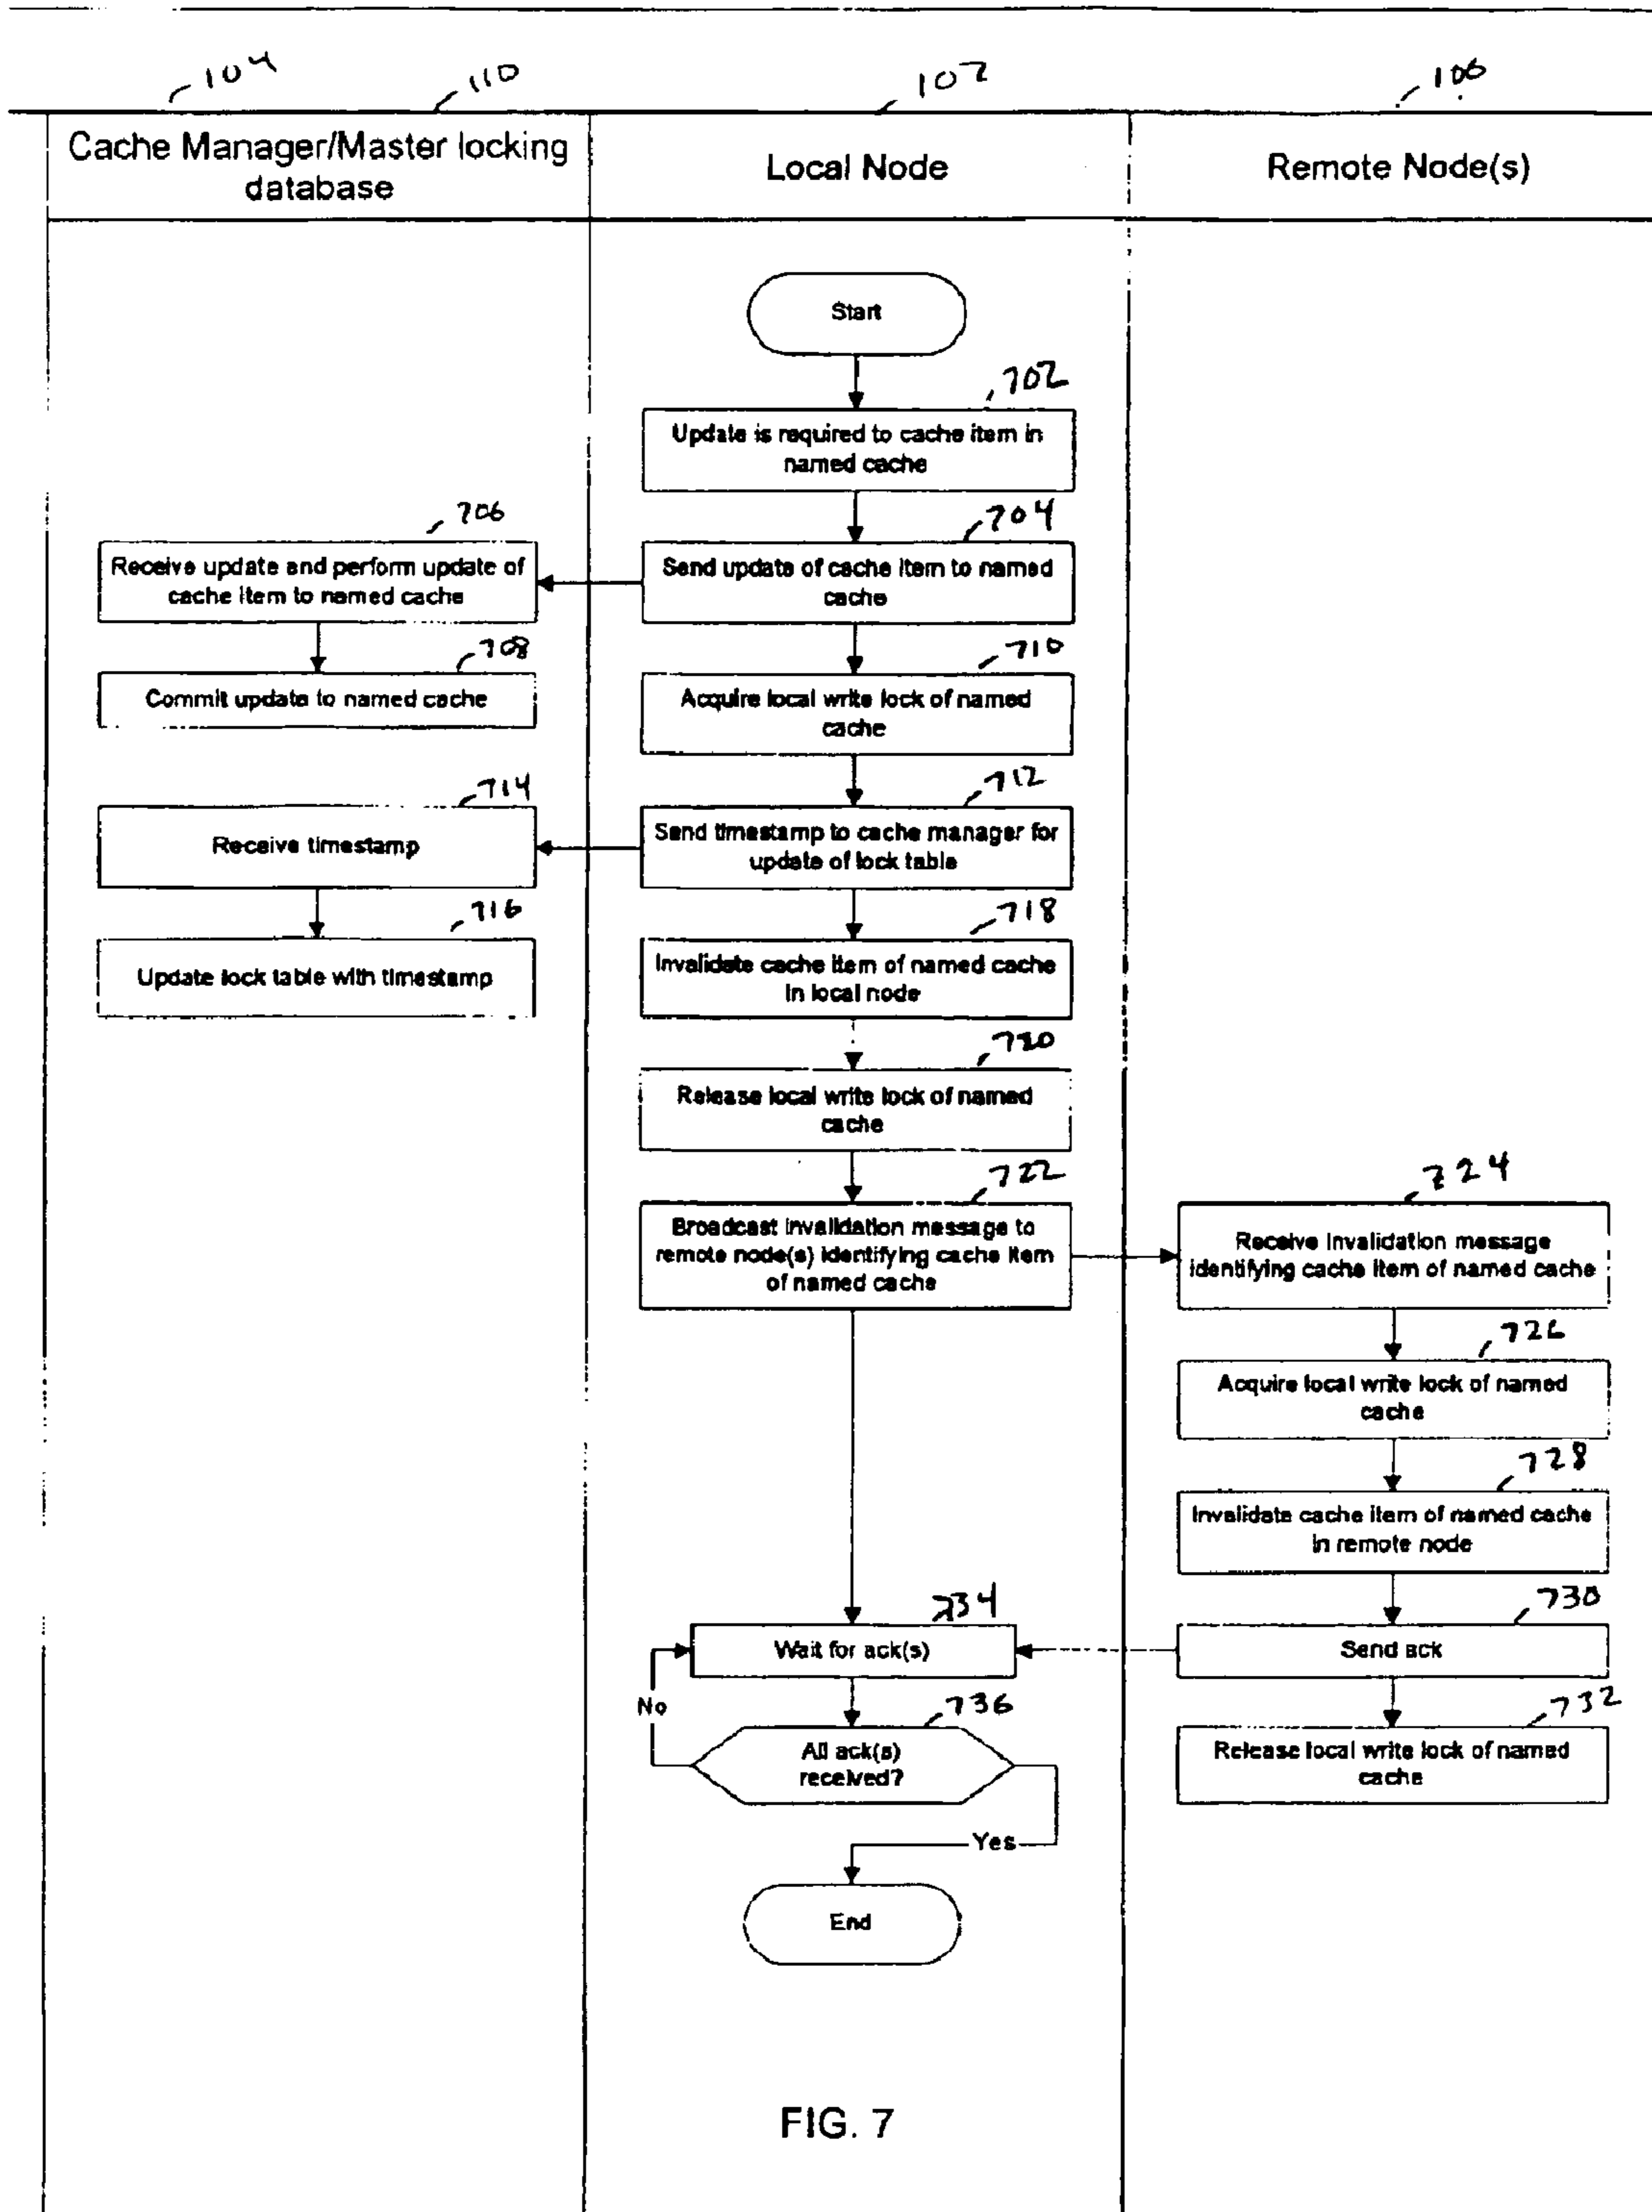 104
110
102
106
Cache Manager/Master locking
database
Local Node
Remote Node(s)
Start
702
Update is required to cache item in
named cache
706
704
Receive update and perform update of
cache item to named cache
Send update of cache item to named
cache
708
710
Commit update to named cache
Acquire local write lock of named
cache
714
712
Receive timestamp
Send timestamp to cache manager for
update of lock table
716
718
Update lock table with timestamp
Invalidate cache item of named cache
in local node
720
Release local write lock of named
cache
722
724
Broadcast invalidation message to
remote node(s) identifying cache item
of named cache
Receive invalidation message
identifying cache item of named cache
726
Acquire local write lock of named
cache
728
Invalidate cache item of named cache
in remote node
734
730
Wait for ack(s)
Send ack
No
736
732
All ack(s)
received?
Release local write lock of named
cache
Yes
End
FIG. 7